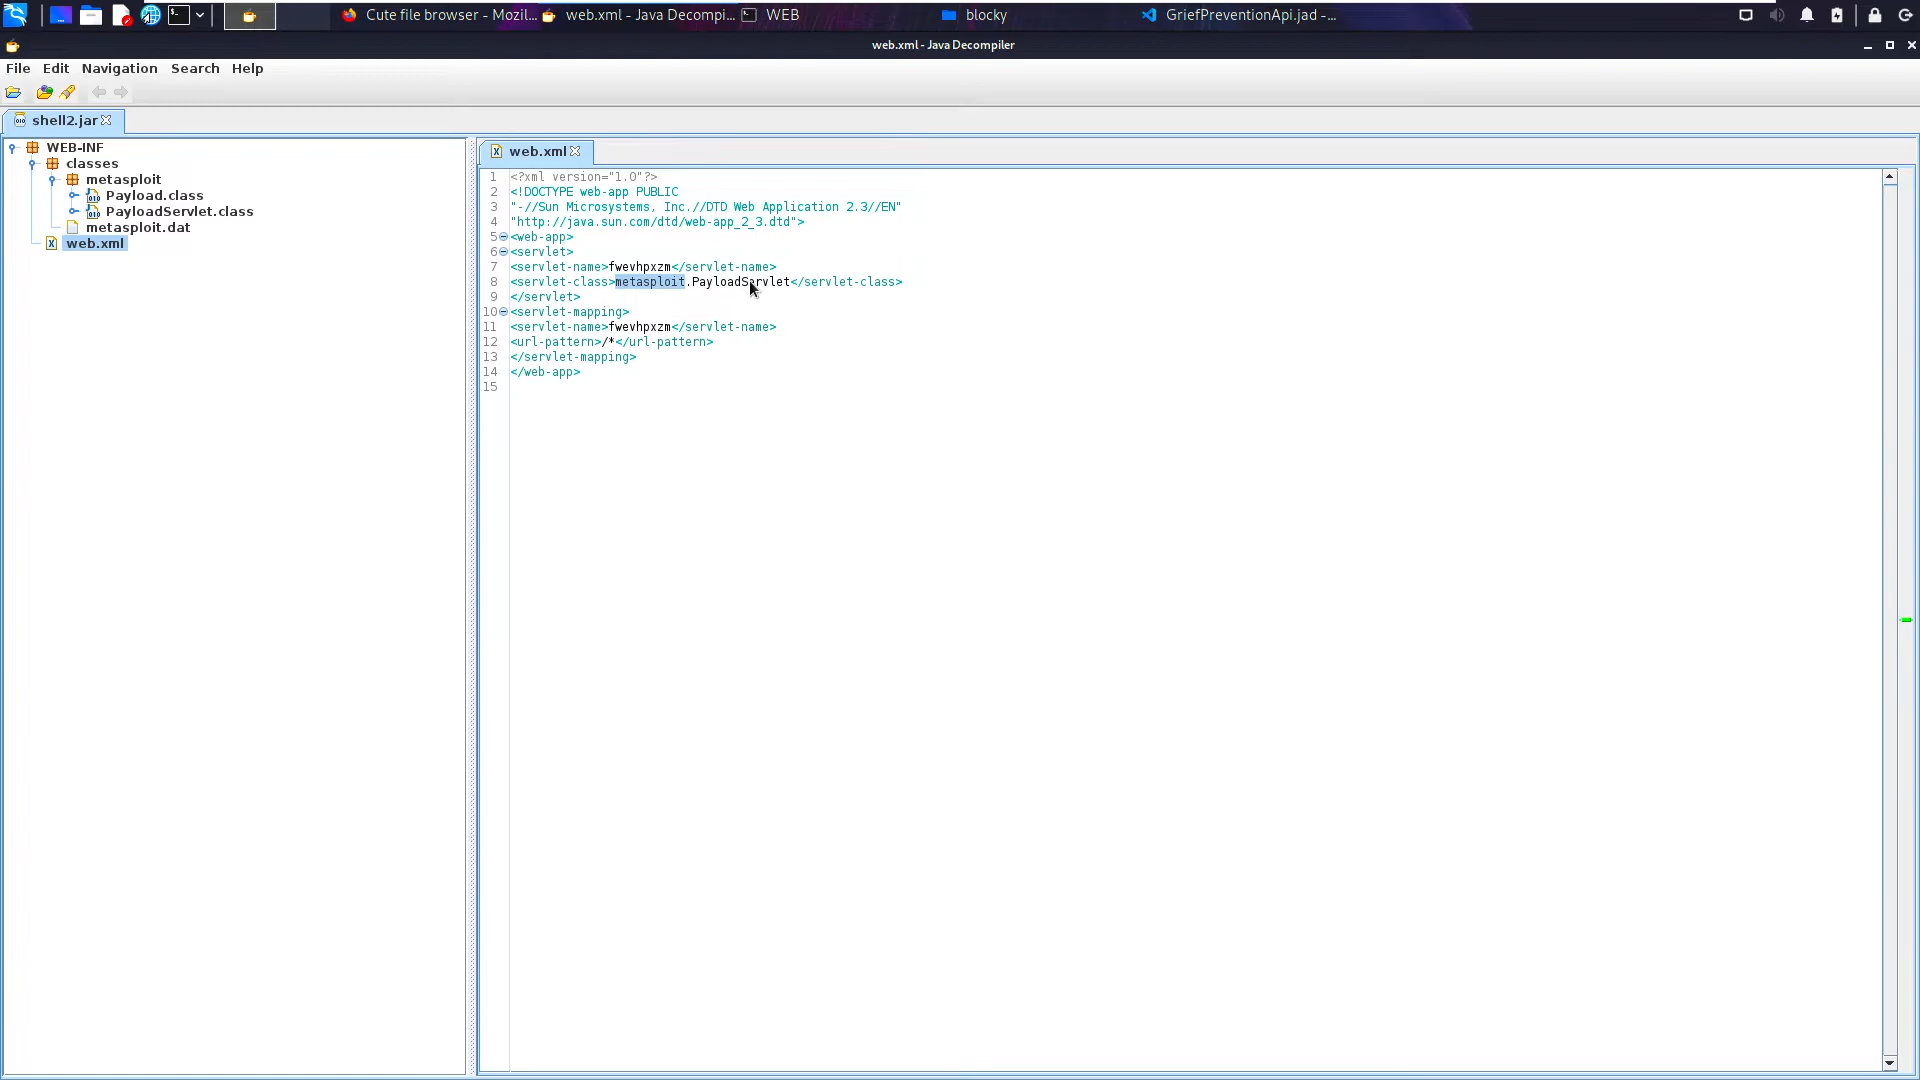 Cute file browser - Mozil...
web.xml - Java Decompi...
WEB
blocky
GriefPreventionApi.jad -...
web.xml - Java Decompiler
File Edit Navigation Search Help
shell2.jar
WEB-INF
classes
metasploit
Payload.class
PayloadServlet.class
metasploit.dat
web.xml
web.xml
1 <?xml version="1.0"?>
2 <!DOCTYPE web-app PUBLIC
3 "-//Sun Microsystems, Inc.//DTD Web Application 2.3//EN"
4 "http://java.sun.com/dtd/web-app_2_3.dtd">
5 <web-app>
6 <servlet>
7 <servlet-name>fwevhpxzm</servlet-name>
8 <servlet-class>metasploit.PayloadServlet</servlet-class>
9 </servlet>
10 <servlet-mapping>
11 <servlet-name>fwevhpxzm</servlet-name>
12 <url-pattern>/*</url-pattern>
13 </servlet-mapping>
14 </web-app>
15